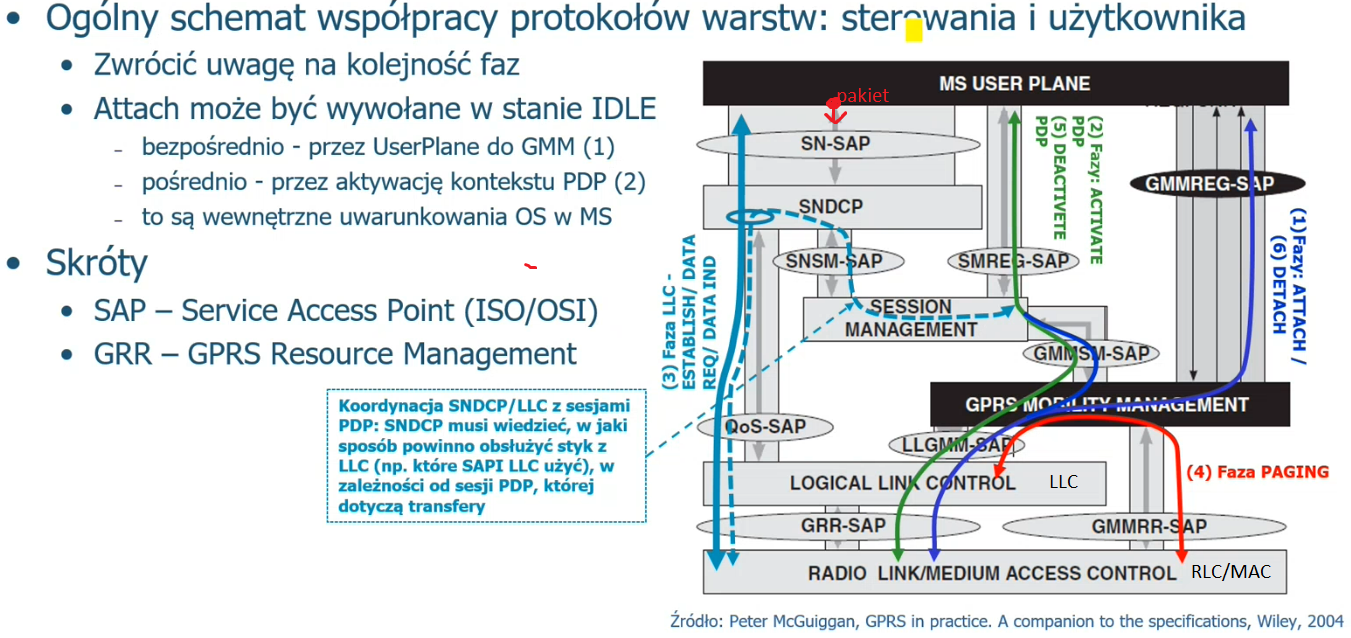 Ogólny schemat współpracy protokołów warstw: sterowania i użytkownika
Zwrócić uwagę na kolejność faz
Attach może być wywołane w stanie IDLE
bezpośrednio - przez UserPlane do GMM (1)
pośrednio - przez aktywację kontekstu PDP (2)
to są wewnętrzne uwarunkowania OS w MS
Skróty
SAP – Service Access Point (ISO/OSI)
GRR – GPRS Resource Management
Koordynacja SNDCP/LLC z sesjami
PDP: SNDCP musi wiedzieć, w jaki
sposób powinno obsłużyć styk z
LLC (np. które SAPI LLC użyć), w
zależności od sesji PDP, której
dotyczą transfery
MS USER PLANE
pakiet
SN-SAP
SNDCP
SNSM-SAP
SMREG-SAP
GMMREG-SAP
(2) Fazy: ACTIVATE
PDP
(5) DEACTIVETE
PDP
(1) Fazy: ATTACH /
(6) DETACH
(3) Faza LLC -
ESTABLISH/ DATA
REQ/ DATA IND
SESSION
MANAGEMENT
GMMSM-SAP
GPRS MOBILITY MANAGEMENT
QoS-SAP
LLGMM-SAP
(4) Faza PAGING
LOGICAL LINK CONTROL LLC
GRR-SAP
GMMRR-SAP
RADIO LINK/MEDIUM ACCESS CONTROL RLC/MAC
Źródło: Peter McGuiggan, GPRS in practice. A companion to the specifications, Wiley, 2004